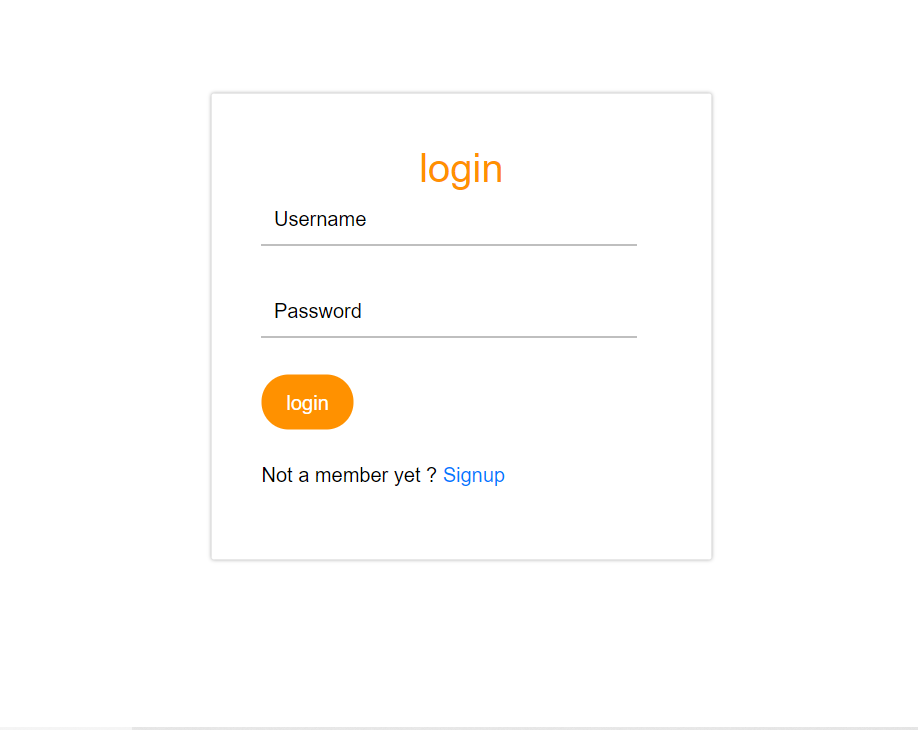 login
Username
Password
login
Not a member yet ? Signup